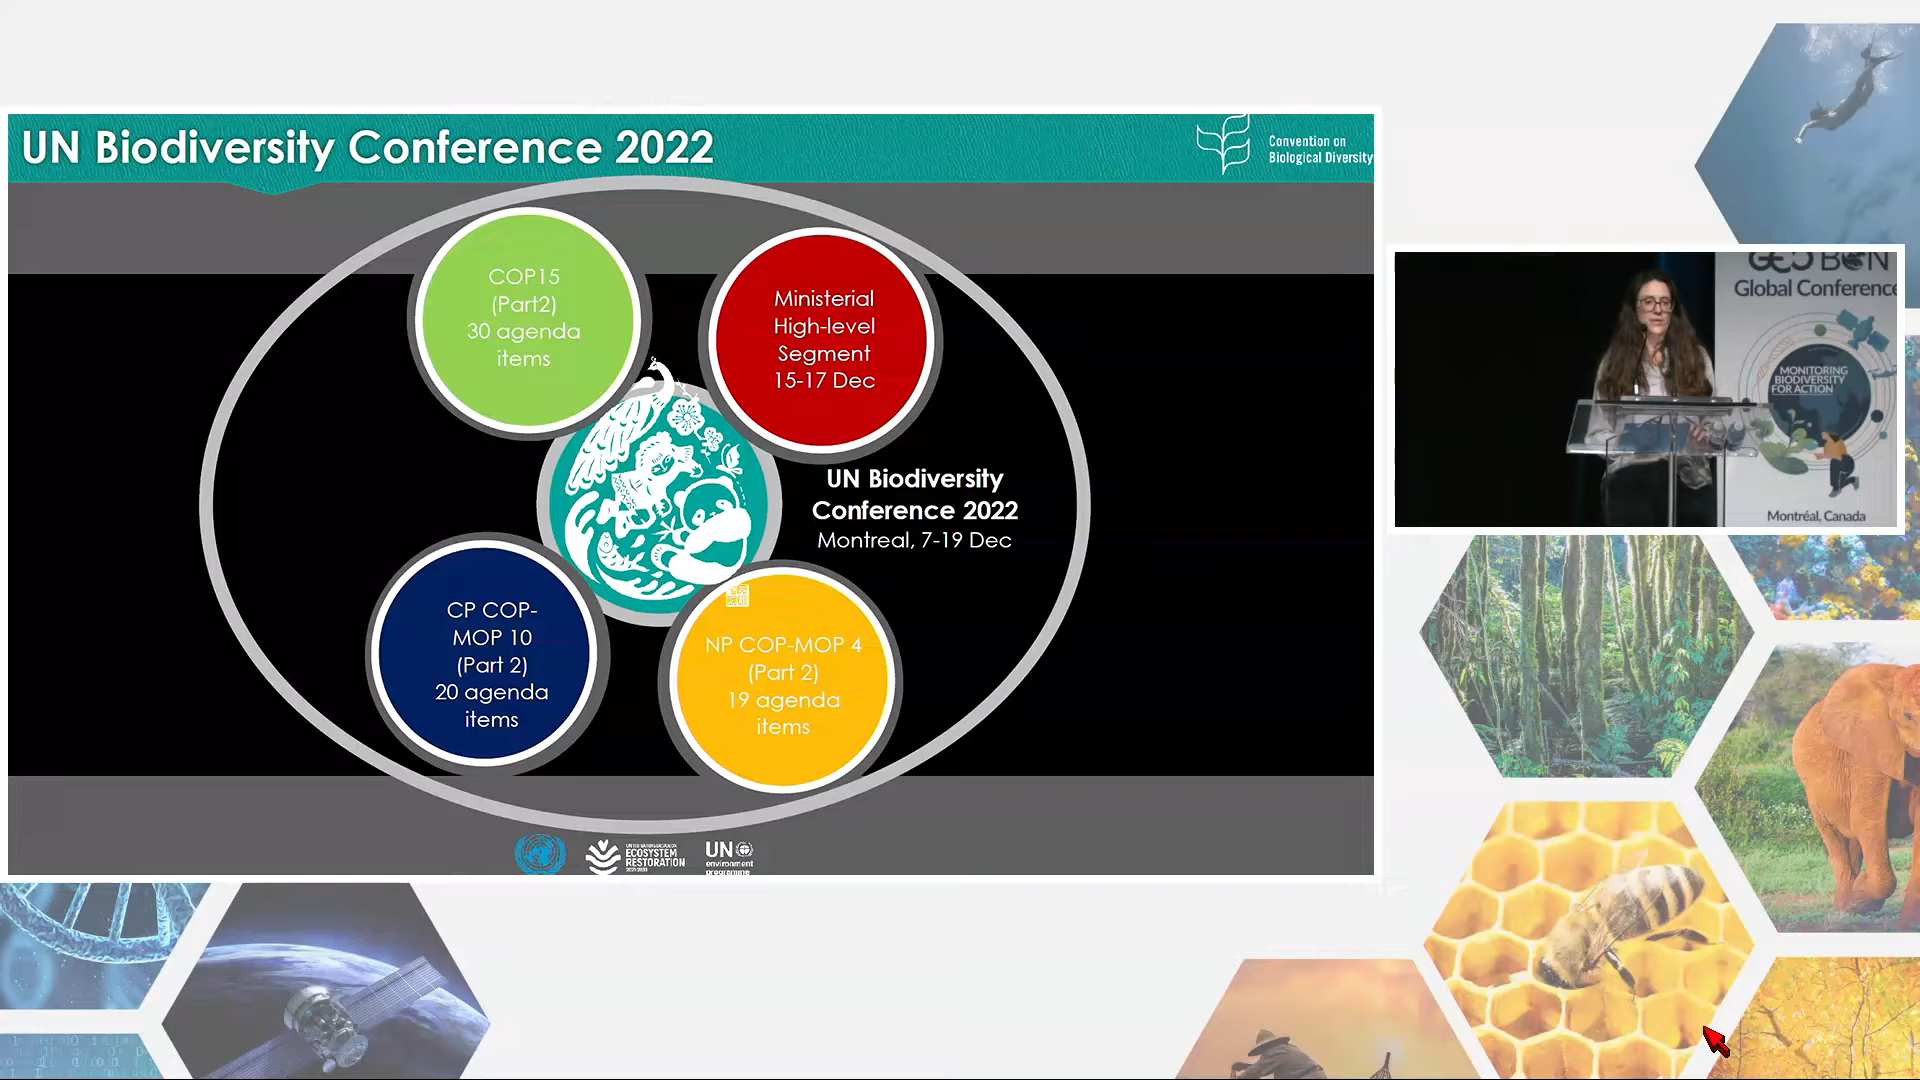 UN Biodiversity Conference 2022
Convention on
Biological Diversity
COP15
(Part2)
30 agenda
items
Ministerial
High-level
Segment
15-17 Dec
UN Biodiversity
Conference 2022
Montreal, 7-19 Dec
CP COP-
MOP 10
(Part 2)
20 agenda
items
NP COP-MOP 4
(Part 2)
19 agenda
items
ECOSYSTEM
RESTORATION
UN
environment
programme
GEO BON
Global Conference
MONITORING
BIODIVERSITY
FOR ACTION
Montréal, Canada